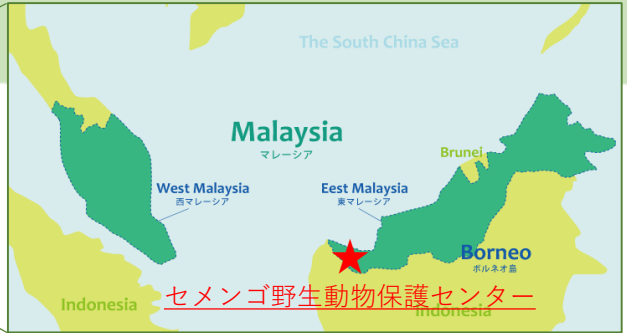 The South China Sea
Malaysia
マレーシア
Brunei
West Malaysia
西マレーシア
Eest Malaysia
東マレーシア
Borneo
ボルネオ島
セメンゴ野生動物保護センター
Indonesia
Indonesia